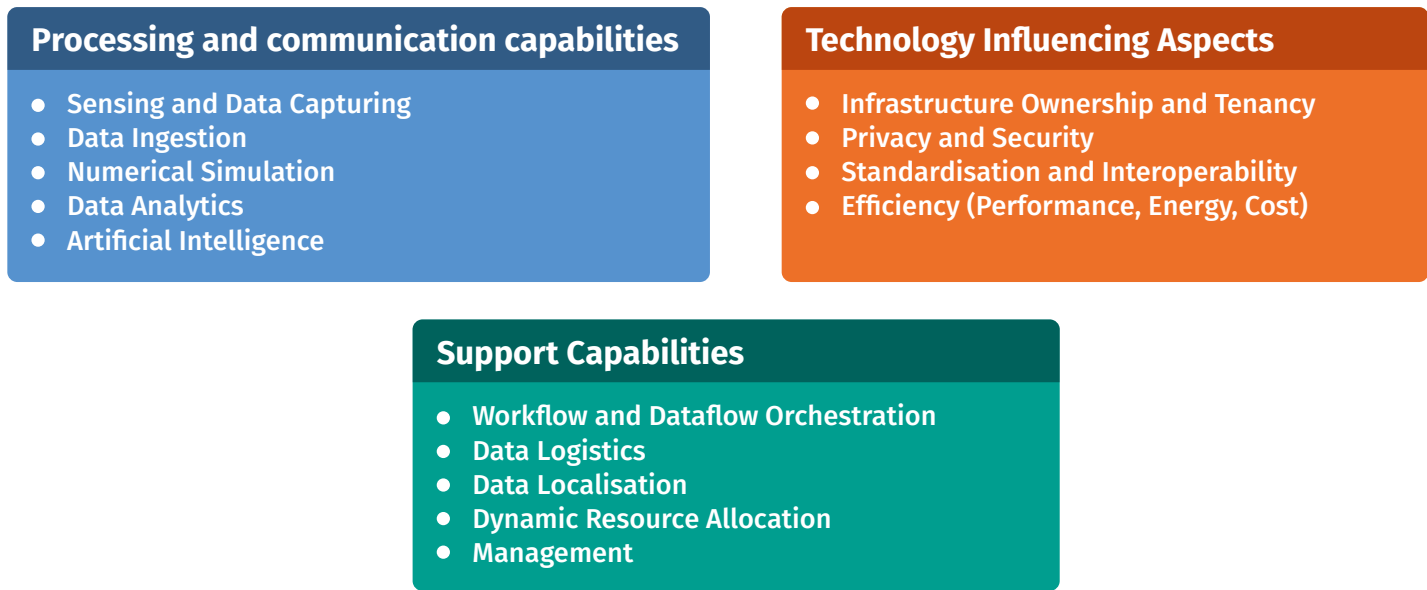 Processing and communication capabilities
● Sensing and Data Capturing
● Data Ingestion
● Numerical Simulation
● Data Analytics
● Artificial Intelligence
Technology Influencing Aspects
● Infrastructure Ownership and Tenancy
● Privacy and Security
● Standardisation and Interoperability
● Efficiency (Performance, Energy, Cost)
Support Capabilities
● Workflow and Dataflow Orchestration
● Data Logistics
● Data Localisation
● Dynamic Resource Allocation
● Management